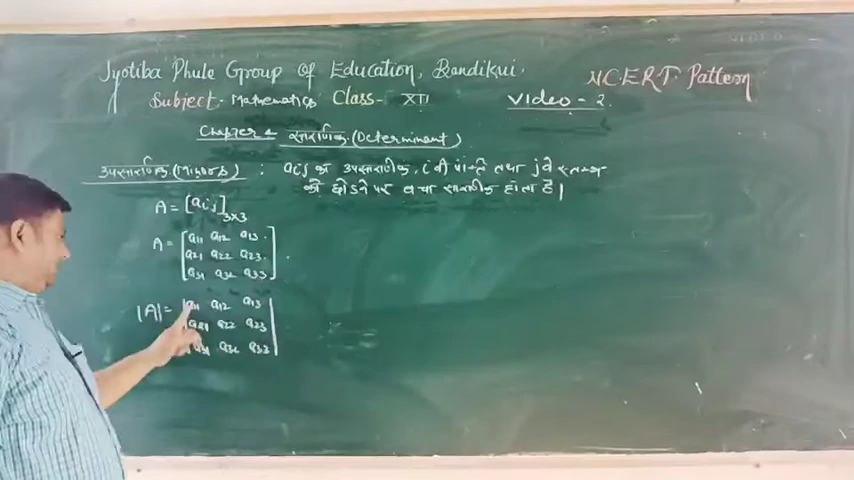 Jyotiba Phule Group of Education, Bandikui.
N.C.E.R.T. Pattern
Subject - Mathematics Class - XII
Video - 2.
Chapter 4 सारणिक (Determinant)
उपसारणिक (Minors) : aij का उपसारणिक, i वीं पंक्ति तथा j वें स्तम्भ
को छोडने पर बचा सारणिक होता है।
A = [aij]3×3
A = [a11 a12 a13
a21 a22 a23
a31 a32 a33]
|A| = |a11 a12 a13
a21 a22 a23
a31 a32 a33|